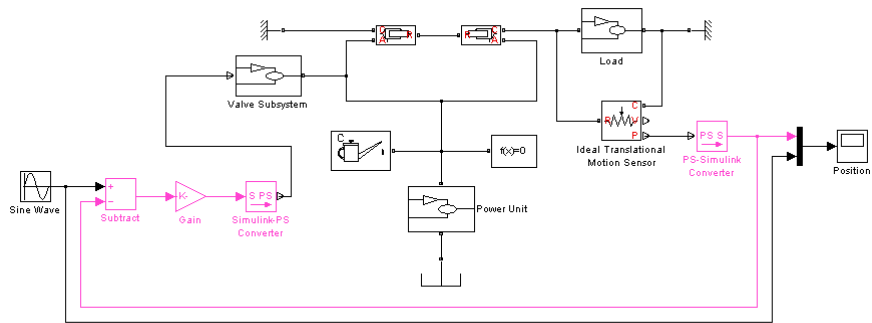 C
R
A
C
R
A
Load
Valve Subsystem
C
R
V
P
Ideal Translational
Motion Sensor
PS S
PS-Simulink
Converter
Position
C
f(x)=0
Sine Wave
+
−
Subtract
K-
Gain
S PS
Simulink-PS
Converter
Power Unit